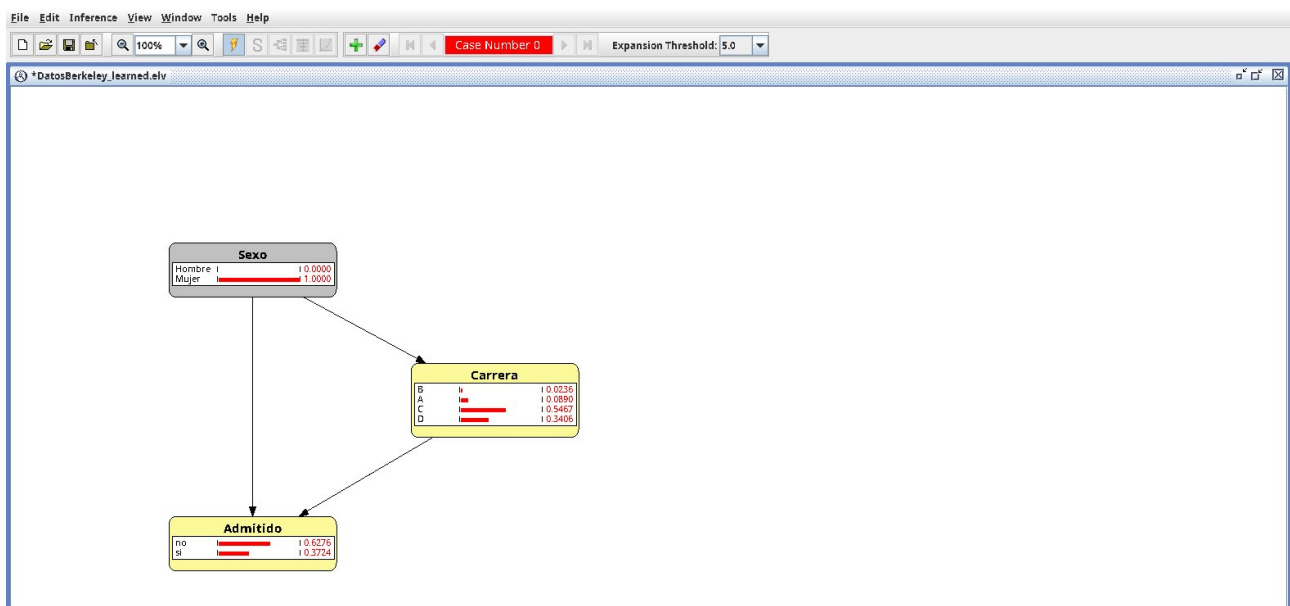 File Edit Inference View Window Tools Help
100% S Case Number 0 Expansion Threshold: 5.0
*DatosBerkeley_learned.elv
Sexo
Hombre 0.0000
Mujer 1.0000
Carrera
B 0.0236
A 0.0890
C 0.5467
D 0.3406
Admitido
no 0.6276
si 0.3724